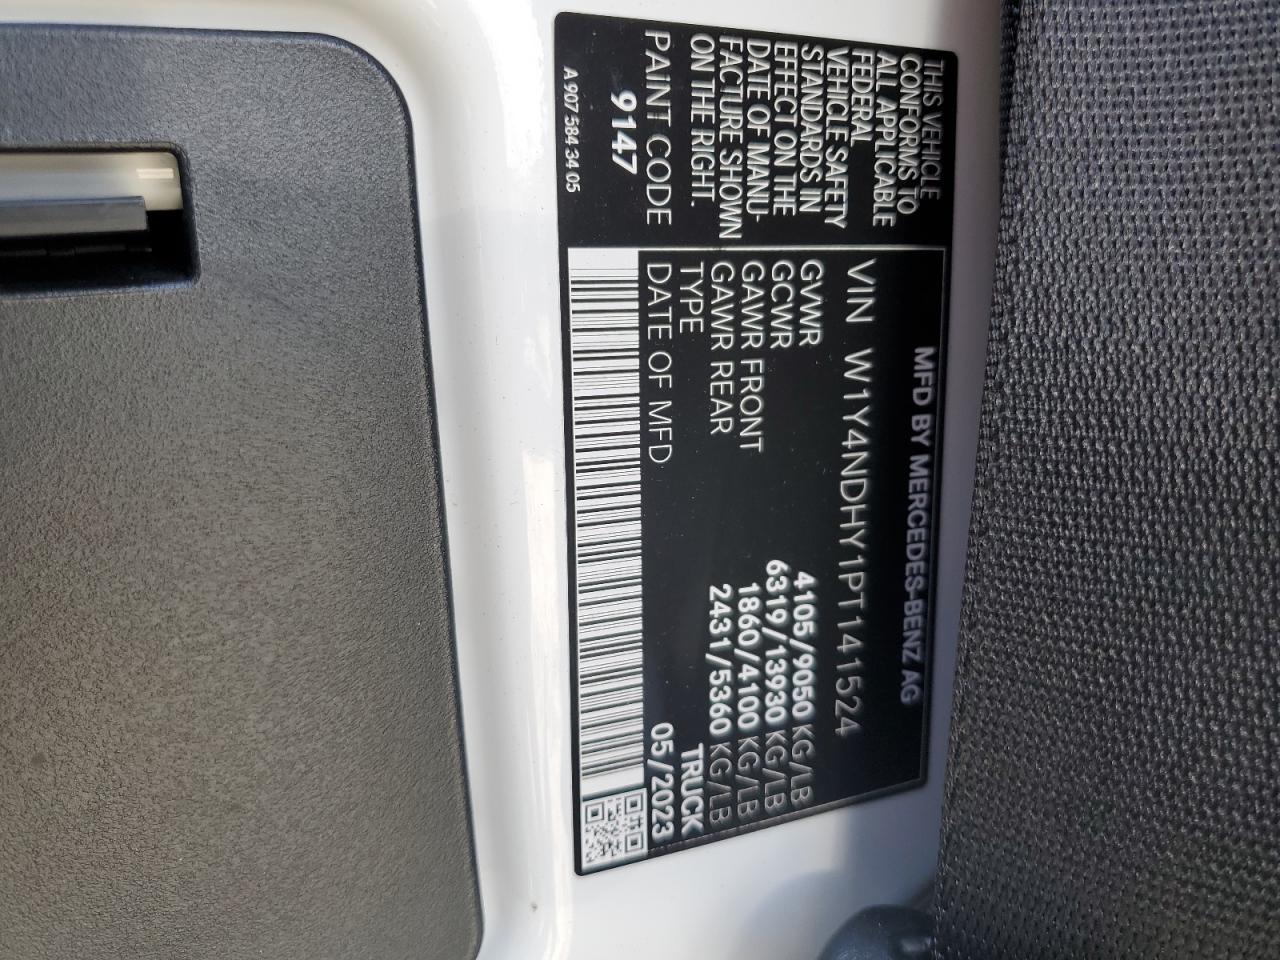 THIS VEHICLE
CONFORMS TO
ALL APPLICABLE
FEDERAL
VEHICLE SAFETY
STANDARDS IN
EFFECT ON THE
DATE OF MANU-
FACTURE SHOWN
ON THE RIGHT.
PAINT CODE
9147
A 907 584 34 05
MFD BY MERCEDES-BENZ AG
VIN W1Y4NDHY1PT141524
GVWR 4105/9050 KG/LB
GCWR 6319/13930 KG/LB
GAWR FRONT 1860/4100 KG/LB
GAWR REAR 2431/5360 KG/LB
TYPE TRUCK
DATE OF MFD 05/2023